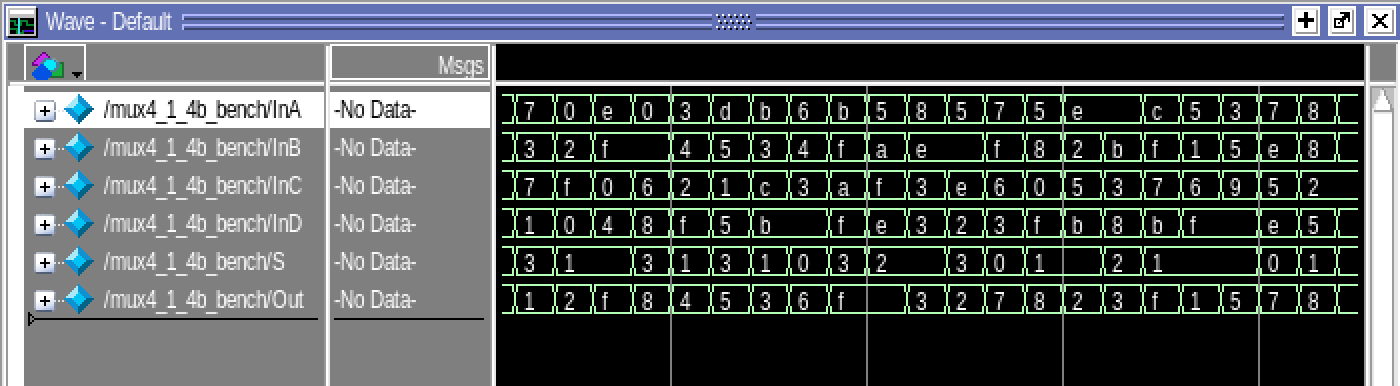 Wave - Default
Msgs
/mux4_1_4b_bench/InA -No Data- 7 0 e 0 3 d b 6 b 5 8 5 7 5 e c 5 3 7 8
/mux4_1_4b_bench/InB -No Data- 3 2 f 4 5 3 4 f a e f 8 2 b f 1 5 e 8
/mux4_1_4b_bench/InC -No Data- 7 f 0 6 2 1 c 3 a f 3 e 6 0 5 3 7 6 9 5 2
/mux4_1_4b_bench/InD -No Data- 1 0 4 8 f 5 b f e 3 2 3 f b 8 b f e 5
/mux4_1_4b_bench/S -No Data- 3 1 3 1 3 1 0 3 2 3 0 1 2 1 0 1
/mux4_1_4b_bench/Out -No Data- 1 2 f 8 4 5 3 6 f 3 2 7 8 2 3 f 1 5 7 8